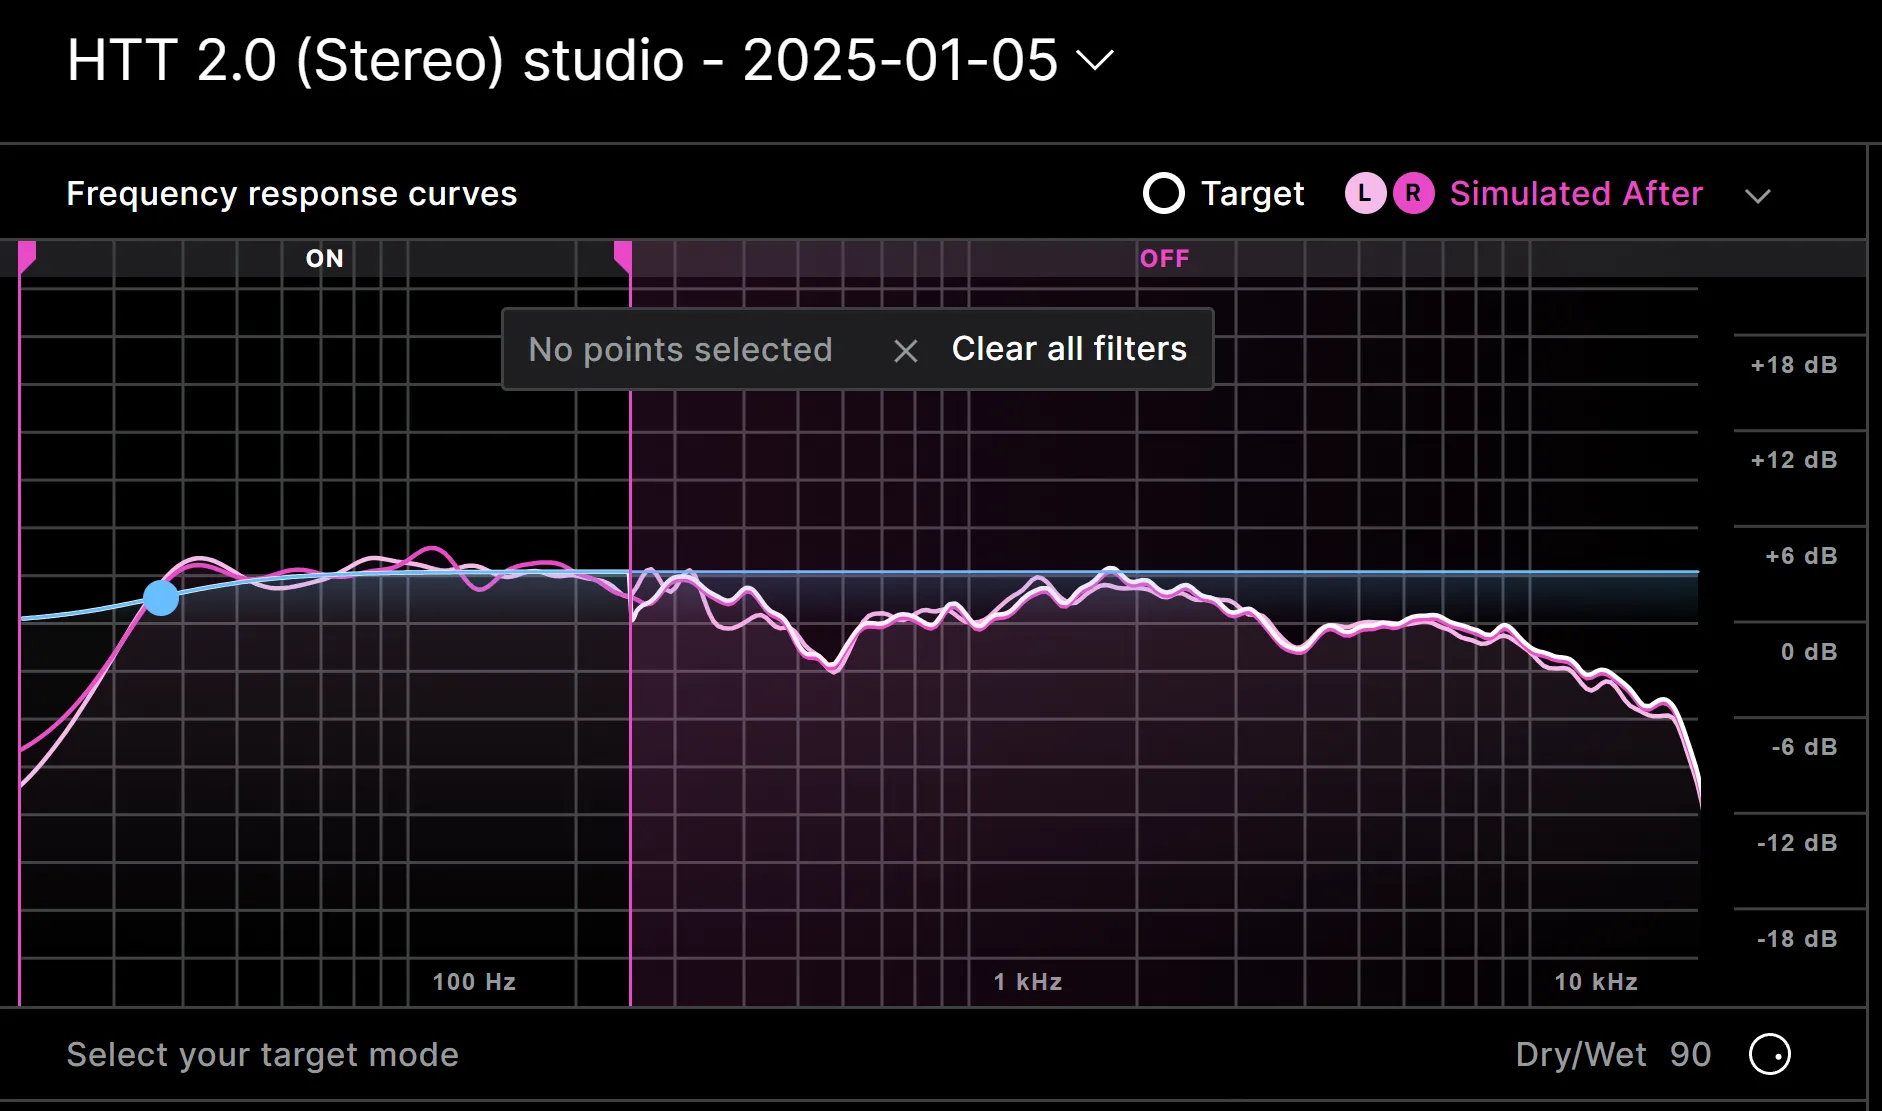 HTT 2.0 (Stereo) studio - 2025-01-05
Frequency response curves
Target
L R Simulated After
ON
OFF
No points selected
Clear all filters
+18 dB
+12 dB
+6 dB
0 dB
-6 dB
-12 dB
-18 dB
100 Hz
1 kHz
10 kHz
Select your target mode
Dry/Wet 90